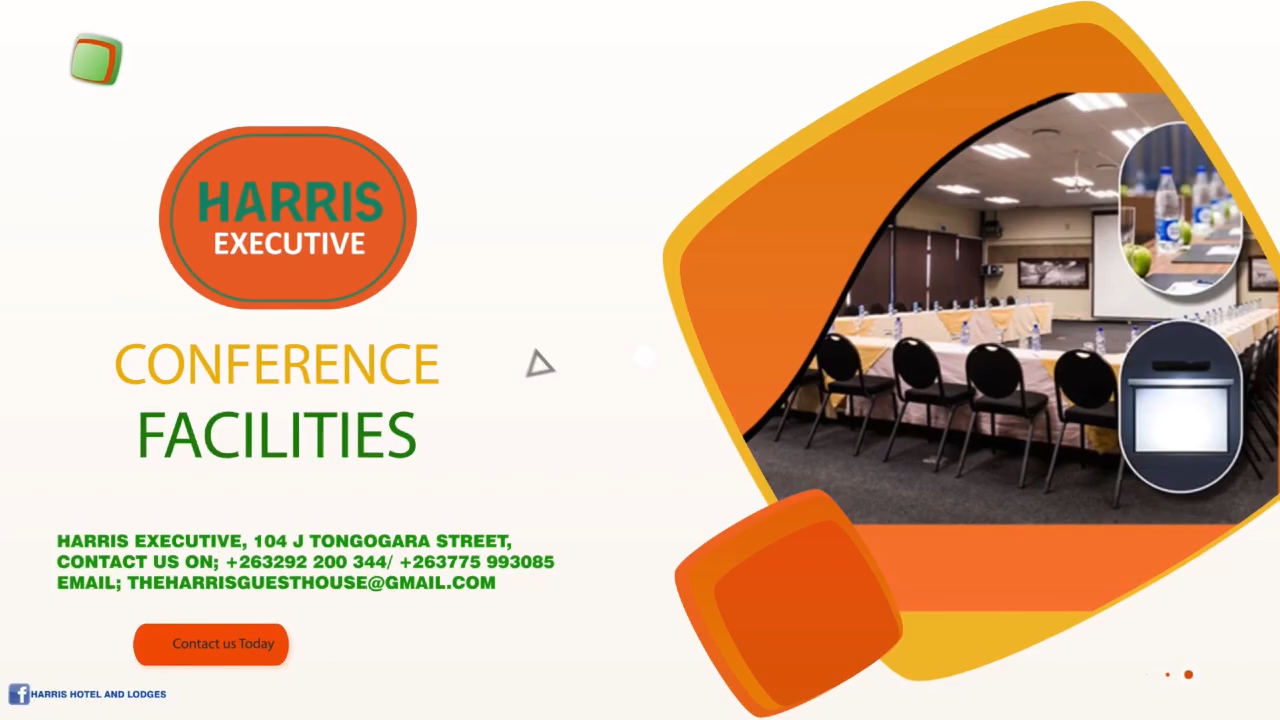 HARRIS
EXECUTIVE
CONFERENCE
FACILITIES
HARRIS EXECUTIVE, 104 J TONGOGARA STREET,
CONTACT US ON; +263292 200 344/ +263775 993085
EMAIL; THEHARRISGUESTHOUSE@GMAIL.COM
Contact us Today
f HARRIS HOTEL AND LODGES